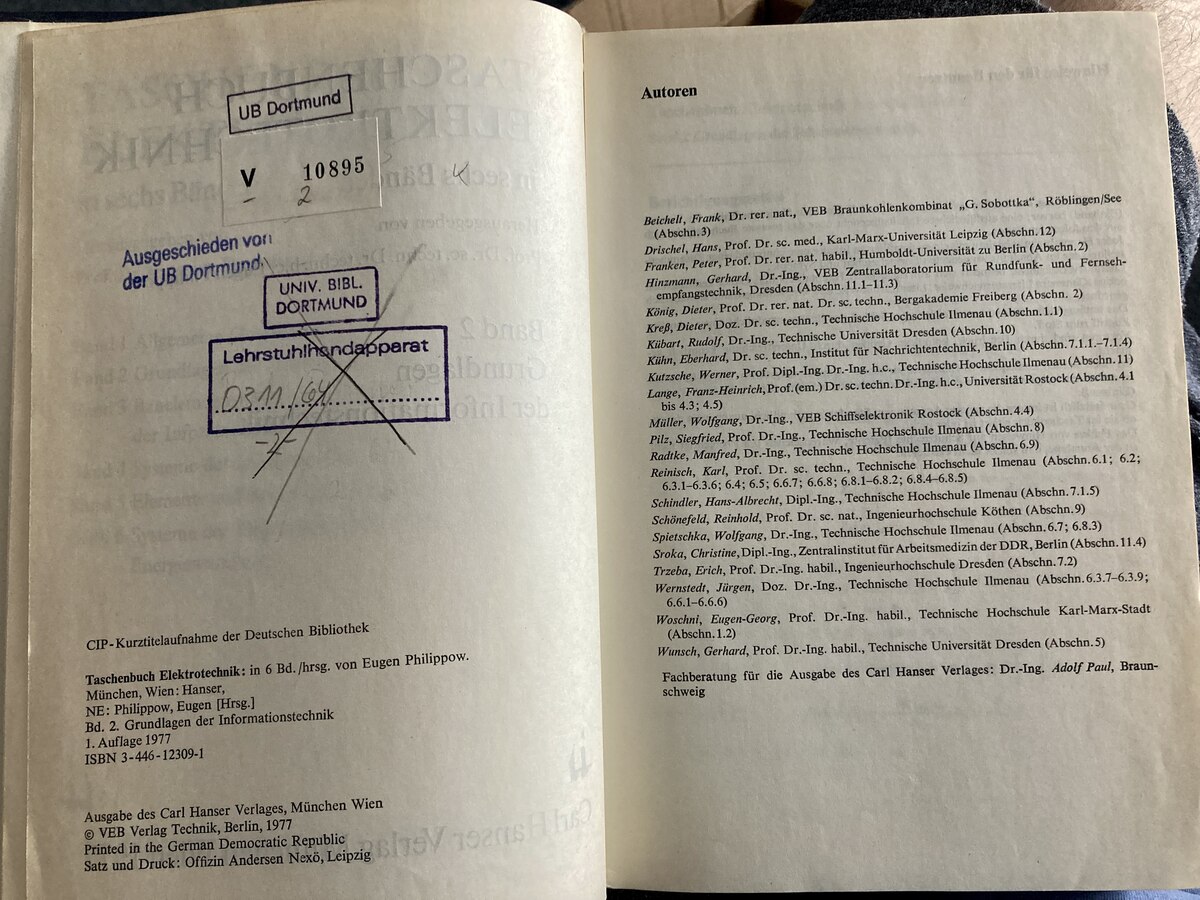 UB Dortmund
V 10895
2
4
Ausgeschieden von
der UB Dortmund
UNIV. BIBL.
DORTMUND
Lehrstuhlhandapparat
0311/64
-2-
CIP-Kurztitelaufnahme der Deutschen Bibliothek
Taschenbuch Elektrotechnik: in 6 Bd./hrsg. von Eugen Philippow.
München, Wien: Hanser,
NE: Philippow, Eugen [Hrsg.]
Bd. 2. Grundlagen der Informationstechnik
1. Auflage 1977
ISBN 3-446-12309-1
Ausgabe des Carl Hanser Verlages, München Wien
© VEB Verlag Technik, Berlin, 1977
Printed in the German Democratic Republic
Satz und Druck: Offizin Andersen Nexö, Leipzig
Autoren
Beichelt, Frank, Dr. rer. nat., VEB Braunkohlenkombinat „G. Sobottka“, Röblingen/See
(Abschn. 3)
Drischel, Hans, Prof. Dr. sc. med., Karl-Marx-Universität Leipzig (Abschn. 12)
Franken, Peter, Prof. Dr. rer. nat. habil., Humboldt-Universität zu Berlin (Abschn. 2)
Hinzmann, Gerhard, Dr.-Ing., VEB Zentrallaboratorium für Rundfunk- und Fernseh-
empfangstechnik, Dresden (Abschn. 11.1–11.3)
König, Dieter, Prof. Dr. rer. nat. Dr. sc. techn., Bergakademie Freiberg (Abschn. 2)
Kreß, Dieter, Doz. Dr. sc. techn., Technische Hochschule Ilmenau (Abschn. 1.1)
Kübart, Rudolf, Dr.-Ing., Technische Universität Dresden (Abschn. 10)
Kühn, Eberhard, Dr. sc. techn., Institut für Nachrichtentechnik, Berlin (Abschn. 7.1.1.–7.1.4)
Kutzsche, Werner, Prof. Dipl.-Ing. Dr.-Ing. h.c., Technische Hochschule Ilmenau (Abschn. 11)
Lange, Franz-Heinrich, Prof. (em.) Dr. sc. techn. Dr.-Ing. h.c., Universität Rostock (Abschn. 4.1
bis 4.3; 4.5)
Müller, Wolfgang, Dr.-Ing., VEB Schiffselektronik Rostock (Abschn. 4.4)
Pilz, Siegfried, Prof. Dr.-Ing., Technische Hochschule Ilmenau (Abschn. 8)
Radtke, Manfred, Dr.-Ing., Technische Hochschule Ilmenau (Abschn. 6.9)
Reinisch, Karl, Prof. Dr. sc. techn., Technische Hochschule Ilmenau (Abschn. 6.1; 6.2;
6.3.1–6.3.6; 6.4; 6.5; 6.6.7; 6.6.8; 6.8.1–6.8.2; 6.8.4–6.8.5)
Schindler, Hans-Albrecht, Dipl.-Ing., Technische Hochschule Ilmenau (Abschn. 7.1.5)
Schönefeld, Reinhold, Prof. Dr. sc. nat., Ingenieurhochschule Köthen (Abschn. 9)
Spietschka, Wolfgang, Dr.-Ing., Technische Hochschule Ilmenau (Abschn. 6.7; 6.8.3)
Sroka, Christine, Dipl.-Ing., Zentralinstitut für Arbeitsmedizin der DDR, Berlin (Abschn. 11.4)
Trzeba, Erich, Prof. Dr.-Ing. habil., Ingenieurhochschule Dresden (Abschn. 7.2)
Wernstedt, Jürgen, Doz. Dr.-Ing., Technische Hochschule Ilmenau (Abschn. 6.3.7–6.3.9;
6.6.1–6.6.6)
Woschni, Eugen-Georg, Prof. Dr.-Ing. habil., Technische Hochschule Karl-Marx-Stadt
(Abschn. 1.2)
Wunsch, Gerhard, Prof. Dr.-Ing. habil., Technische Universität Dresden (Abschn. 5)
Fachberatung für die Ausgabe des Carl Hanser Verlages: Dr.-Ing. Adolf Paul, Braun-
schweig